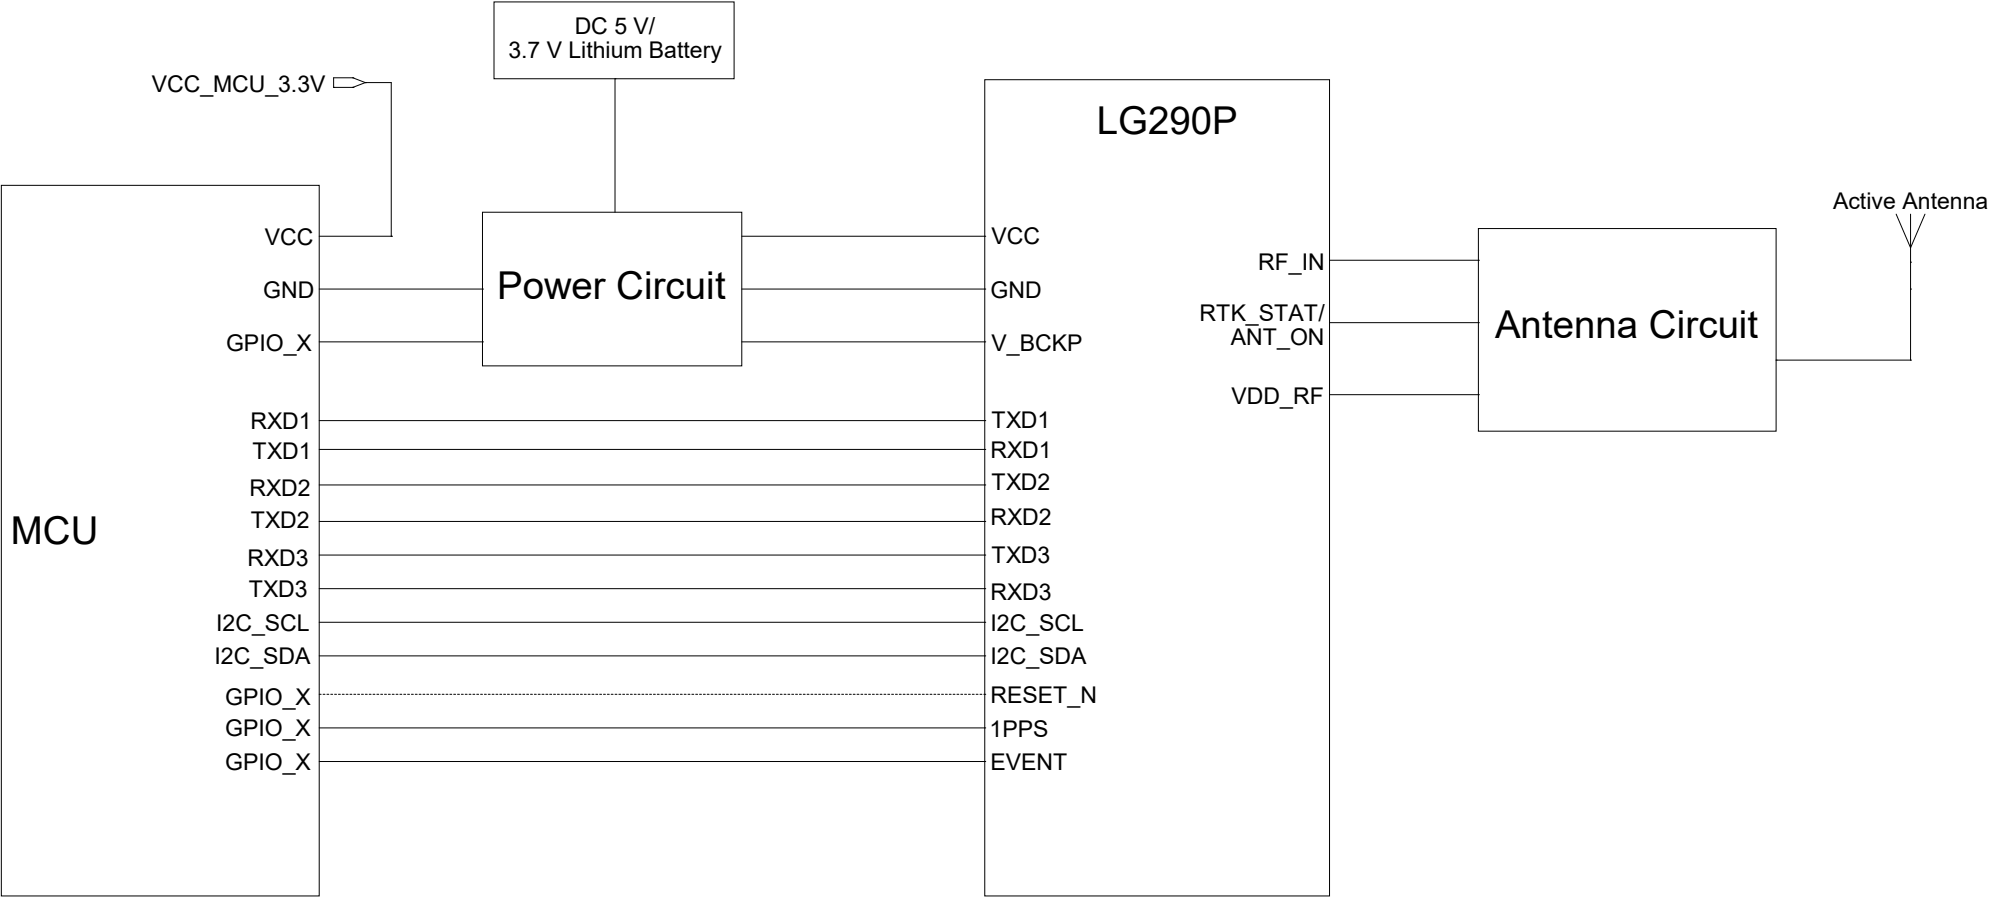 DC 5 V/
3.7 V Lithium Battery
VCC_MCU_3.3V
MCU
VCC
GND
GPIO_X
RXD1
TXD1
RXD2
TXD2
RXD3
TXD3
I2C_SCL
I2C_SDA
GPIO_X
GPIO_X
GPIO_X
Power Circuit
LG290P
VCC
GND
V_BCKP
TXD1
RXD1
TXD2
RXD2
TXD3
RXD3
I2C_SCL
I2C_SDA
RESET_N
1PPS
EVENT
RF_IN
RTK_STAT/
ANT_ON
VDD_RF
Antenna Circuit
Active Antenna